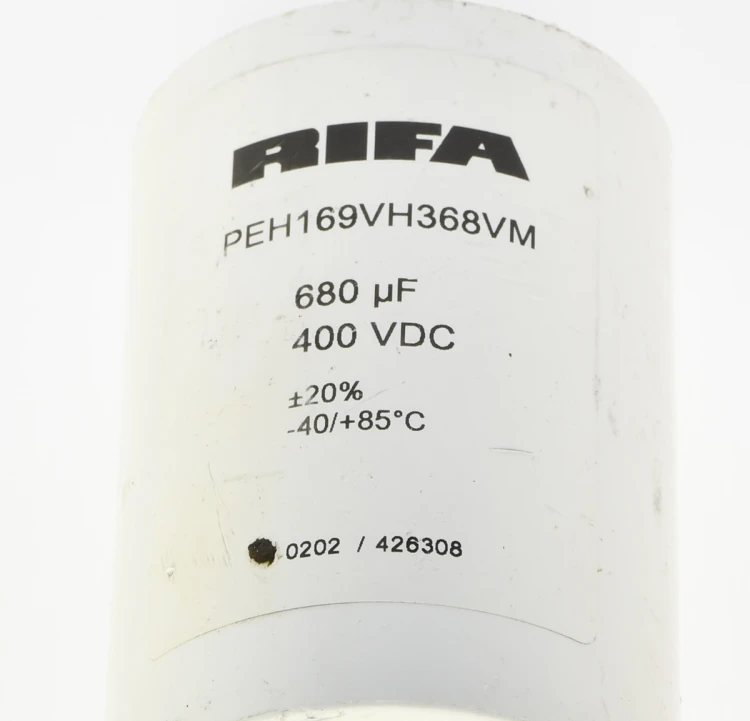 RIFA
PEH169VH368VM
680 µF
400 VDC
±20%
-40/+85°C
0202 / 426308